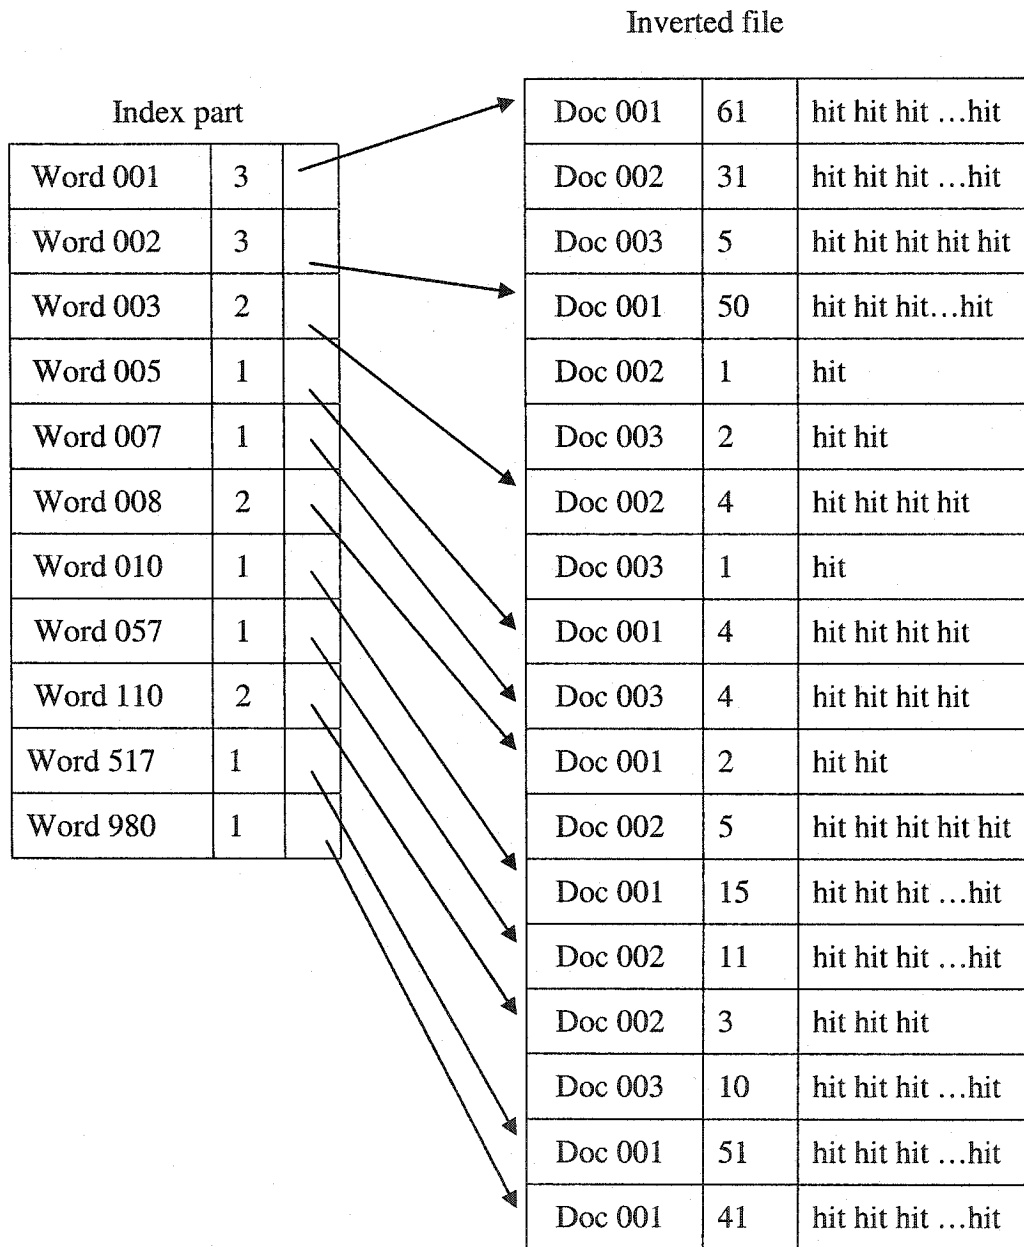 Inverted file
Index part
Word 001 3
Word 002 3
Word 003 2
Word 005 1
Word 007 1
Word 008 2
Word 010 1
Word 057 1
Word 110 2
Word 517 1
Word 980 1
Doc 001 61 hit hit hit …hit
Doc 002 31 hit hit hit …hit
Doc 003 5 hit hit hit hit hit
Doc 001 50 hit hit hit…hit
Doc 002 1 hit
Doc 003 2 hit hit
Doc 002 4 hit hit hit hit
Doc 003 1 hit
Doc 001 4 hit hit hit hit
Doc 003 4 hit hit hit hit
Doc 001 2 hit hit
Doc 002 5 hit hit hit hit hit
Doc 001 15 hit hit hit …hit
Doc 002 11 hit hit hit …hit
Doc 002 3 hit hit hit
Doc 003 10 hit hit hit …hit
Doc 001 51 hit hit hit …hit
Doc 001 41 hit hit hit …hit